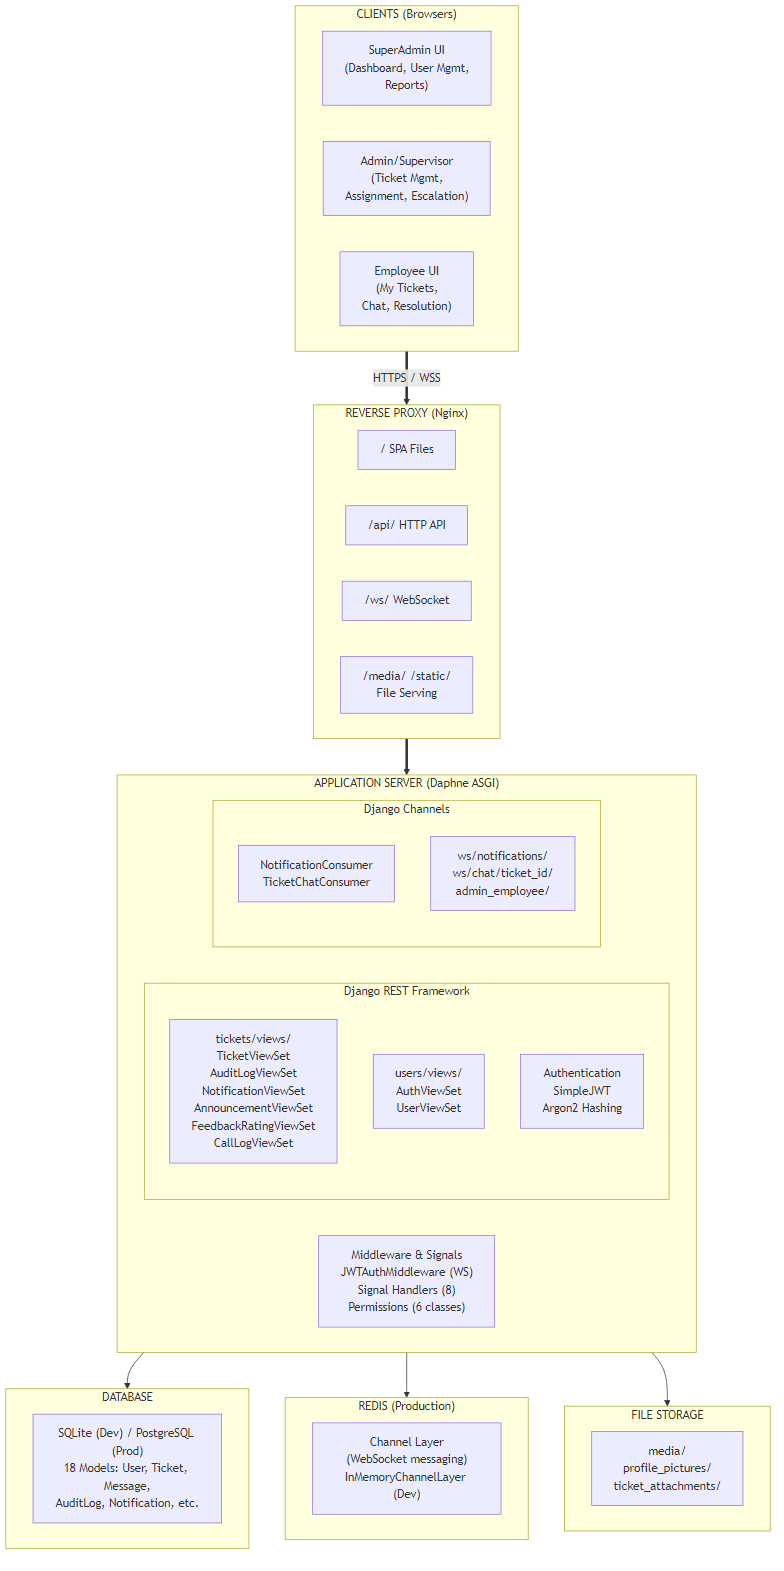 CLIENTS (Browsers)
SuperAdmin UI
(Dashboard, User Mgmt,
Reports)
Admin/Supervisor
(Ticket Mgmt,
Assignment, Escalation)
Employee UI
(My Tickets,
Chat, Resolution)
HTTPS / WSS
REVERSE PROXY (Nginx)
/ SPA Files
/api/ HTTP API
/ws/ WebSocket
/media/ /static/
File Serving
APPLICATION SERVER (Daphne ASGI)
Django Channels
NotificationConsumer
TicketChatConsumer
ws/notifications/
ws/chat/ticket_id/
admin_employee/
Django REST Framework
tickets/views/
TicketViewSet
AuditLogViewSet
NotificationViewSet
AnnouncementViewSet
FeedbackRatingViewSet
CallLogViewSet
users/views/
AuthViewSet
UserViewSet
Authentication
SimpleJWT
Argon2 Hashing
Middleware & Signals
JWTAuthMiddleware (WS)
Signal Handlers (8)
Permissions (6 classes)
DATABASE
SQLite (Dev) / PostgreSQL
(Prod)
18 Models: User, Ticket,
Message,
AuditLog, Notification, etc.
REDIS (Production)
Channel Layer
(WebSocket messaging)
InMemoryChannelLayer
(Dev)
FILE STORAGE
media/
profile_pictures/
ticket_attachments/